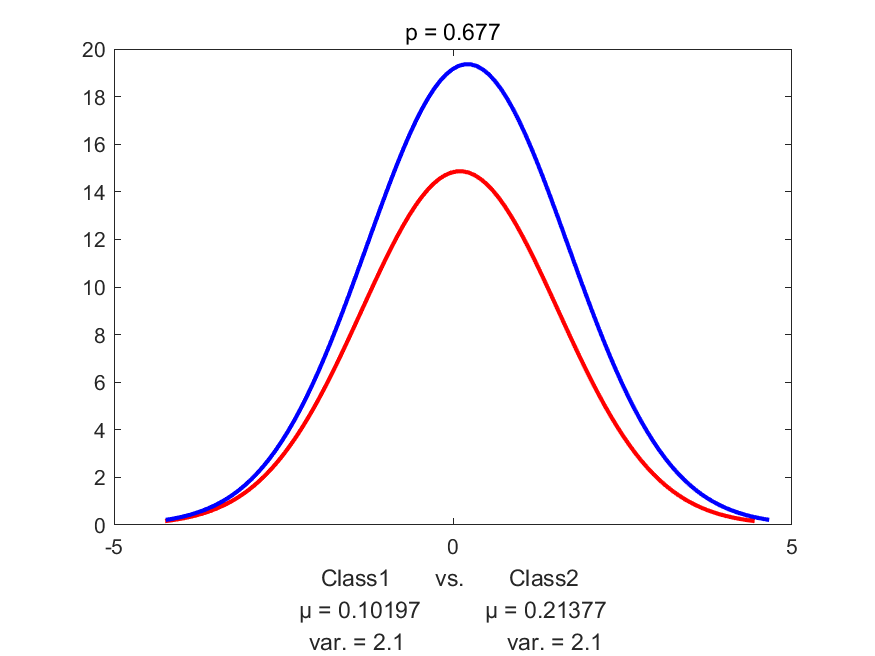 p = 0.677
20
18
16
14
12
10
8
6
4
2
0
-5 0 5
Class1 vs. Class2
μ = 0.10197 μ = 0.21377
var. = 2.1 var. = 2.1